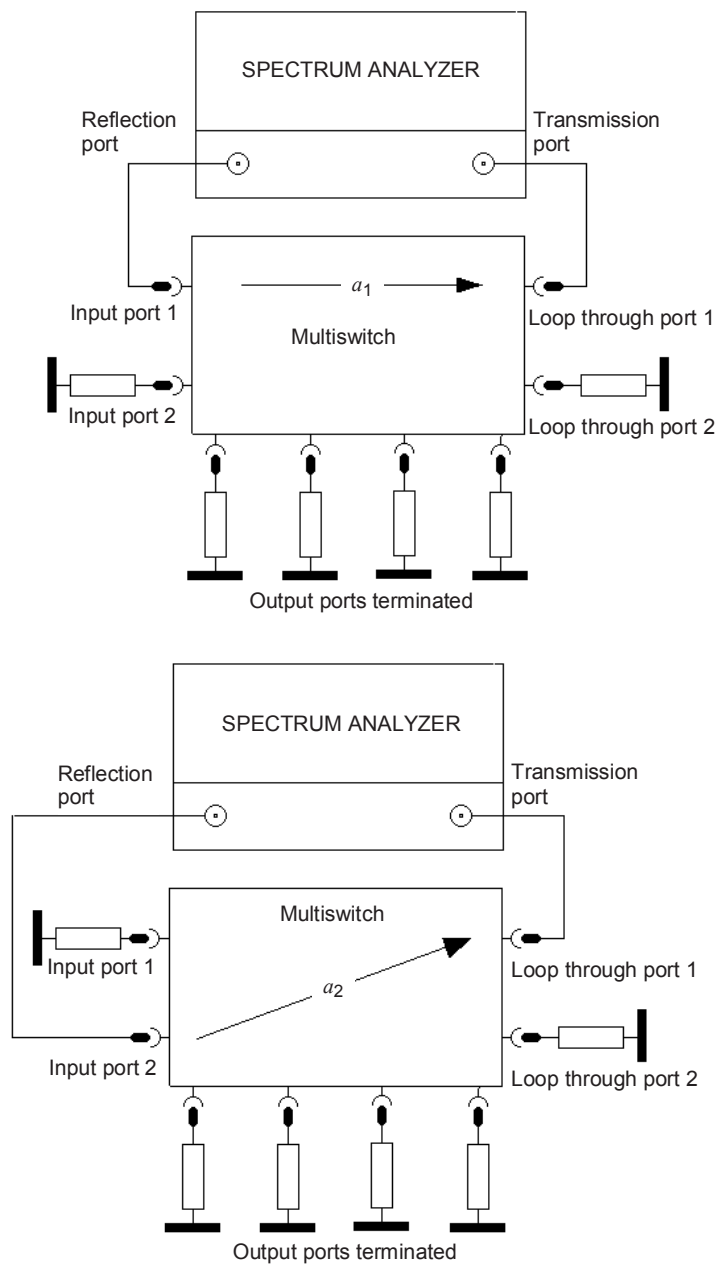 SPECTRUM ANALYZER
Reflection
port
Transmission
port
a1
Input port 1
Loop through port 1
Multiswitch
Input port 2
Loop through port 2
Output ports terminated
SPECTRUM ANALYZER
Reflection
port
Transmission
port
Multiswitch
Input port 1
Loop through port 1
a2
Input port 2
Loop through port 2
Output ports terminated